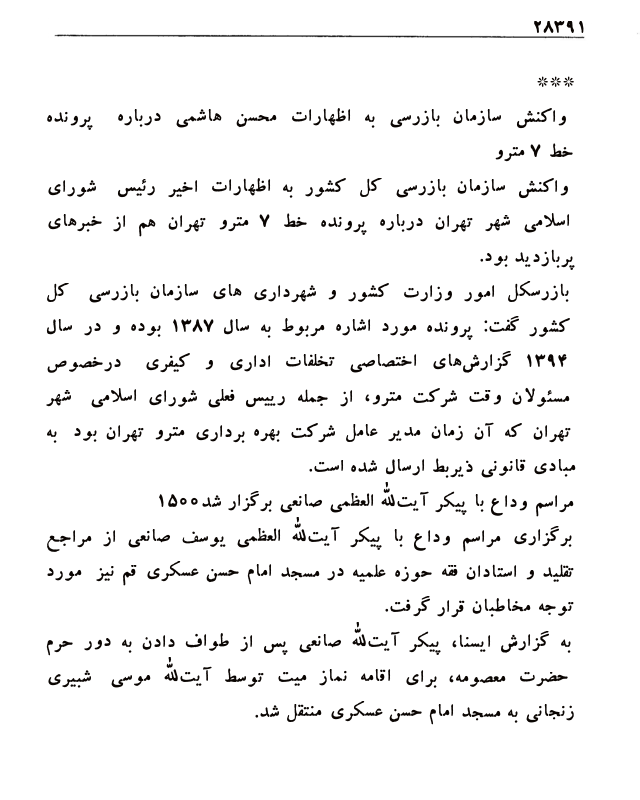 ۲۸۳۹۱
***
واکنش سازمان بازرسی به اظهارات محسن هاشمی درباره پرونده
خط ۷ مترو
واکنش سازمان بازرسی کل کشور به اظهارات اخیر رئیس شورای
اسلامی شهر تهران درباره پرونده خط ۷ مترو تهران هم از خبرهای
پربازدید بود.
بازرسکل امور وزارت کشور و شهرداری های سازمان بازرسی کل
کشور گفت: پرونده مورد اشاره مربوط به سال ۱۳۸۷ بوده و در سال
۱۳۹۴ گزارش‌های اختصاصی تخلفات اداری و کیفری درخصوص
مسئولان وقت شرکت مترو، از جمله رییس فعلی شورای اسلامی شهر
تهران که آن زمان مدیر عامل شرکت بهره برداری مترو تهران بود به
مبادی قانونی ذیربط ارسال شده است.
مراسم وداع با پیکر آیت‌الله العظمی صانعی برگزار شد۱۵۰۰
برگزاری مراسم وداع با پیکر آیت‌الله العظمی یوسف صانعی از مراجع
تقلید و استادان فقه حوزه علمیه در مسجد امام حسن عسکری قم نیز مورد
توجه مخاطبان قرار گرفت.
به گزارش ایسنا، پیکر آیت‌الله صانعی پس از طواف دادن به دور حرم
حضرت معصومه، برای اقامه نماز میت توسط آیت‌الله موسی شبیری
زنجانی به مسجد امام حسن عسکری منتقل شد.